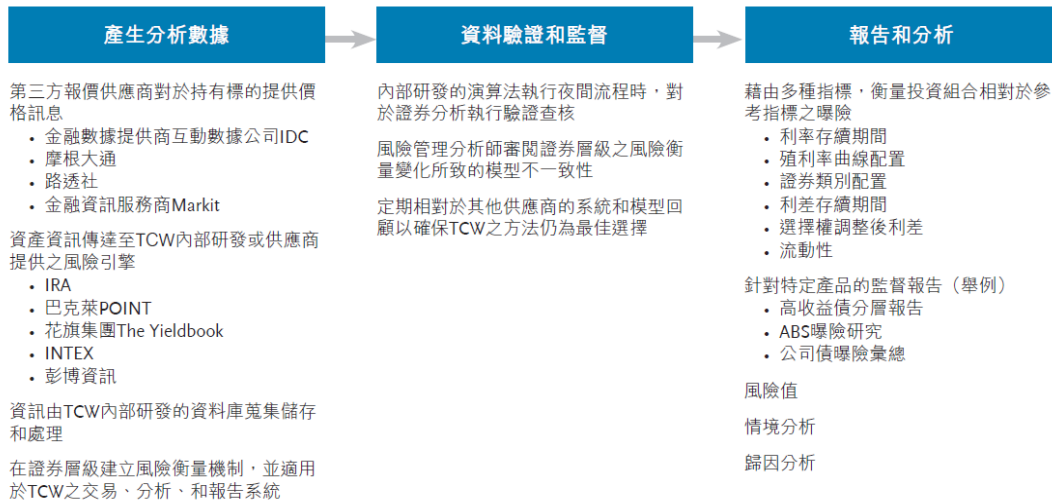 產生分析數據
第三方報價供應商對於持有標的提供價
格訊息
• 金融數據提供商互動數據公司IDC
• 摩根大通
• 路透社
• 金融資訊服務商Markit
資產資訊傳達至TCW內部研發或供應商
提供之風險引擎
• IRA
• 巴克萊POINT
• 花旗集團The Yieldbook
• INTEX
• 彭博資訊
資訊由TCW內部研發的資料庫蒐集儲存
和處理
在證券層級建立風險衡量機制，並適用
於TCW之交易、分析、和報告系統
資料驗證和監督
內部研發的演算法執行夜間流程時，對
於證券分析執行驗證查核
風險管理分析師審閱證券層級之風險衡
量變化所致的模型不一致性
定期相對於其他供應商的系統和模型回
顧以確保TCW之方法仍為最佳選擇
報告和分析
藉由多種指標，衡量投資組合相對於參
考指標之曝險
• 利率存續期間
• 殖利率曲線配置
• 證券類別配置
• 利差存續期間
• 選擇權調整後利差
• 流動性
針對特定產品的監督報告（舉例）
• 高收益債分層報告
• ABS曝險研究
• 公司債曝險彙總
風險值
情境分析
歸因分析